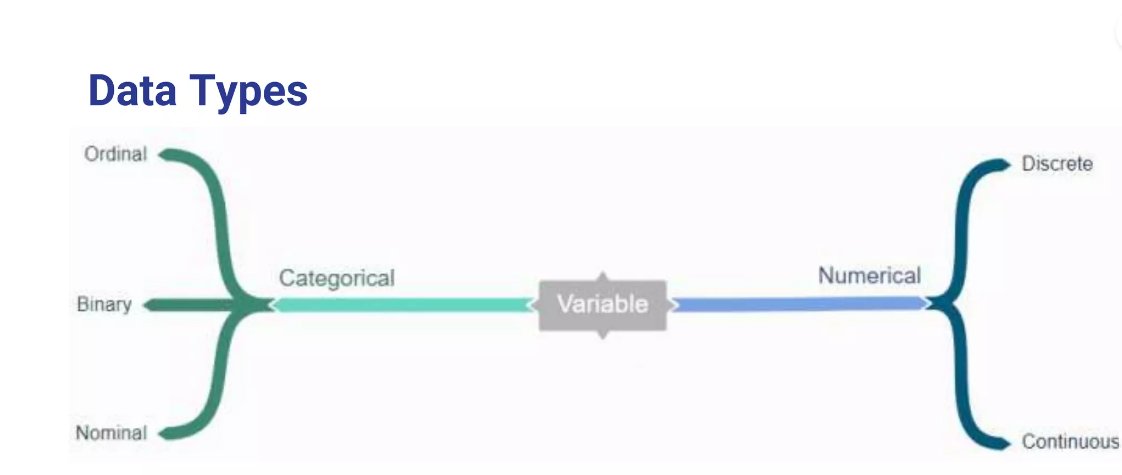 Data Types
Ordinal
Discrete
Categorical
Numerical
Binary
Variable
Nominal
Continuous